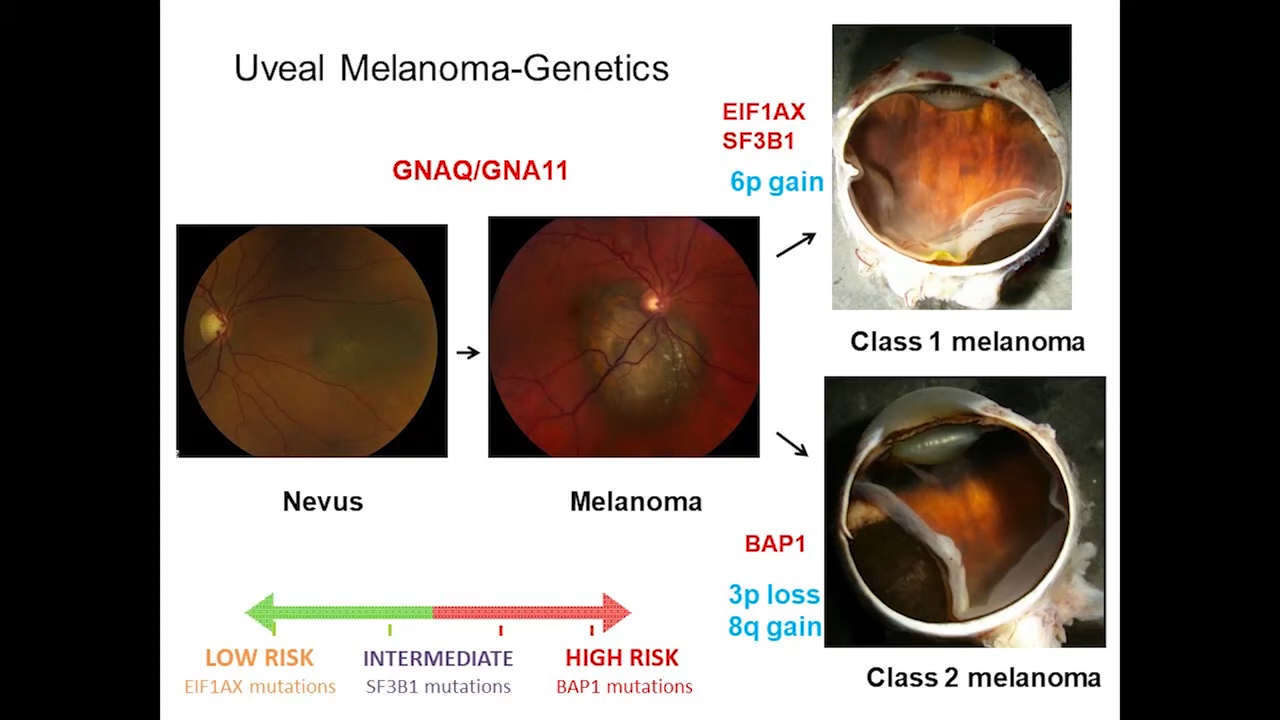 Uveal Melanoma-Genetics
GNAQ/GNA11
EIF1AX
SF3B1
6p gain
Class 1 melanoma
Nevus
Melanoma
BAP1
3p loss
8q gain
Class 2 melanoma
LOW RISK
EIF1AX mutations
INTERMEDIATE
SF3B1 mutations
HIGH RISK
BAP1 mutations